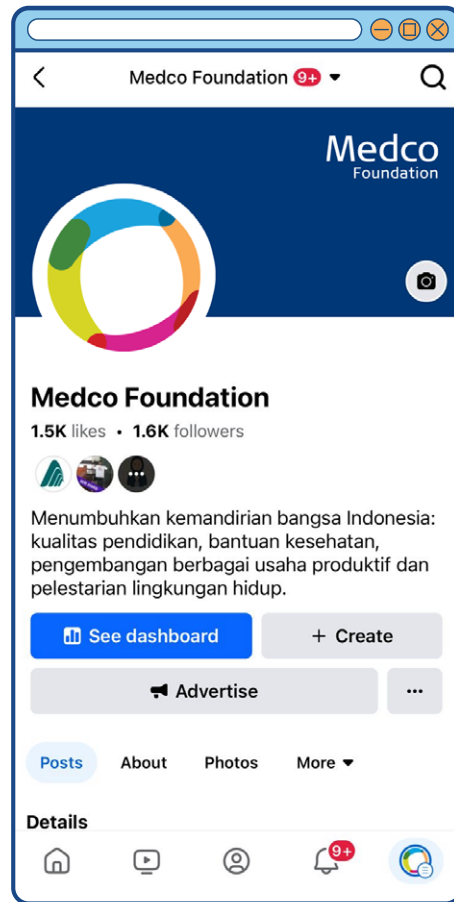 Medco Foundation 9+
Medco
Foundation
Medco Foundation
1.5K likes • 1.6K followers
Menumbuhkan kemandirian bangsa Indonesia:
kualitas pendidikan, bantuan kesehatan,
pengembangan berbagai usaha produktif dan
pelestarian lingkungan hidup.
See dashboard
+ Create
Advertise
...
Posts About Photos More
Details
9+